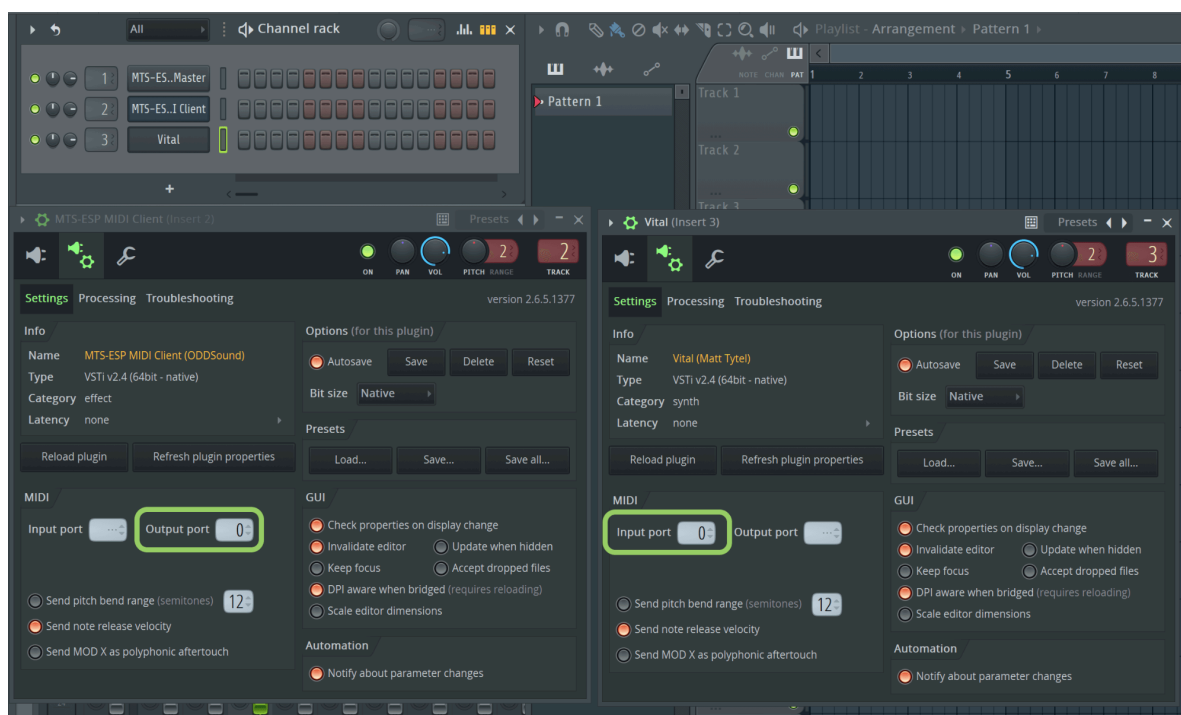 All
Channel rack
Playlist - Arrangement › Pattern 1 ›
NOTE CHAN PAT 1 2 3 4 5 6 7 8
1 MTS-ES..Master
2 MTS-ES..I Client
3 Vital
+
Pattern 1
Track 1
Track 2
Track 3
MTS-ESP MIDI Client (Insert 2)
Presets
ON PAN VOL PITCH RANGE 2 TRACK 2
Settings Processing Troubleshooting
version 2.6.5.1377
Info
Name MTS-ESP MIDI Client (ODDSound)
Type VSTi v2.4 (64bit - native)
Category effect
Latency none
Reload plugin Refresh plugin properties
Options (for this plugin)
Autosave Save Delete Reset
Bit size Native
Presets
Load... Save... Save all...
MIDI
Input port ... Output port 0
Send pitch bend range (semitones) 12
Send note release velocity
Send MOD X as polyphonic aftertouch
GUI
Check properties on display change
Invalidate editor Update when hidden
Keep focus Accept dropped files
DPI aware when bridged (requires reloading)
Scale editor dimensions
Automation
Notify about parameter changes
Vital (Insert 3)
Presets
ON PAN VOL PITCH RANGE 2 TRACK 3
Settings Processing Troubleshooting
version 2.6.5.1377
Info
Name Vital (Matt Tytel)
Type VSTi v2.4 (64bit - native)
Category synth
Latency none
Reload plugin Refresh plugin properties
Options (for this plugin)
Autosave Save Delete Reset
Bit size Native
Presets
Load... Save... Save all...
MIDI
Input port 0 Output port ...
Send pitch bend range (semitones) 12
Send note release velocity
Send MOD X as polyphonic aftertouch
GUI
Check properties on display change
Invalidate editor Update when hidden
Keep focus Accept dropped files
DPI aware when bridged (requires reloading)
Scale editor dimensions
Automation
Notify about parameter changes